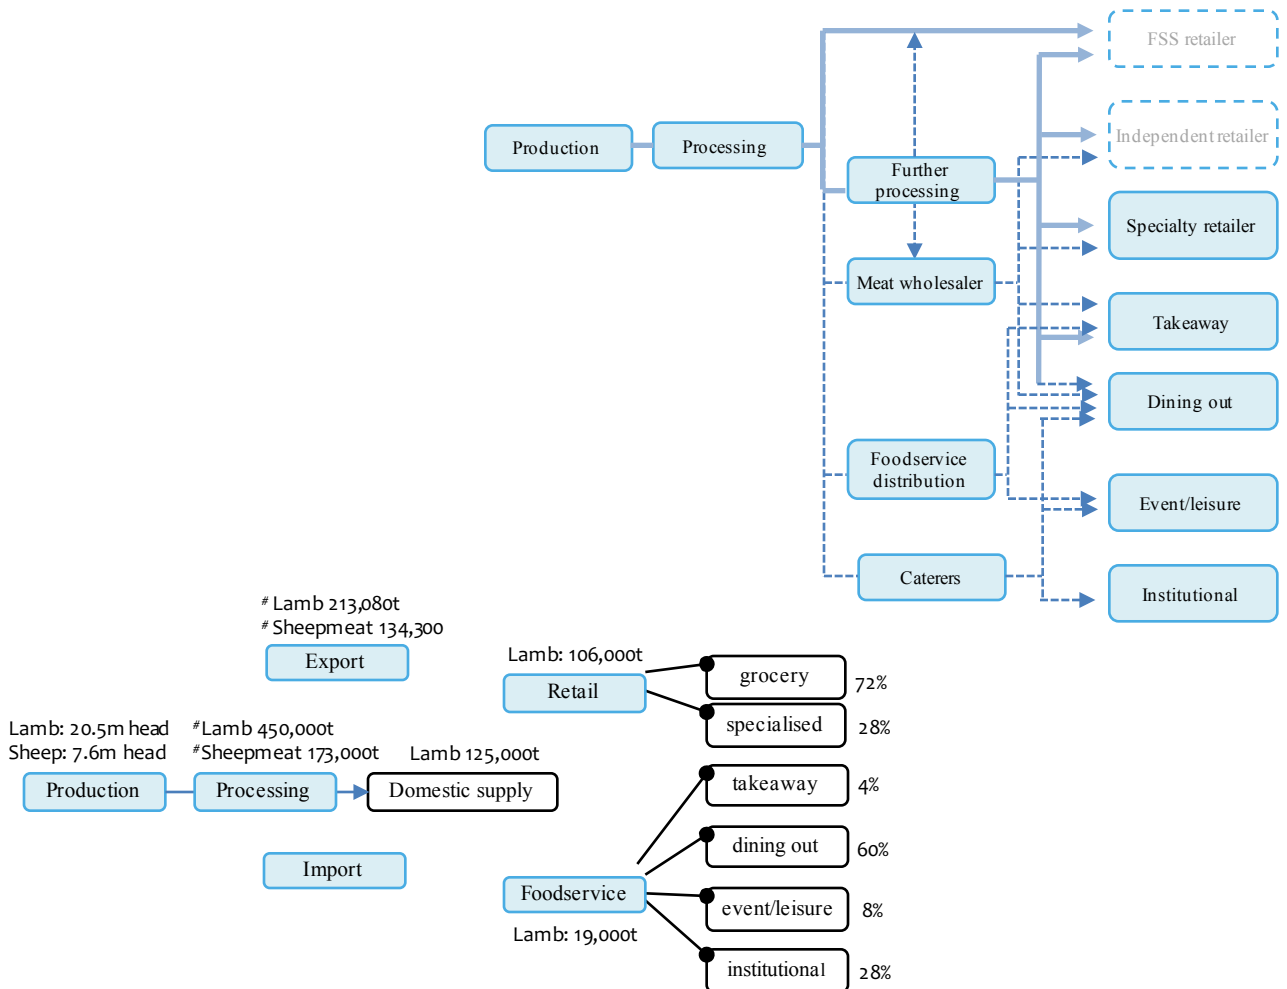 FSS retailer
Independent retailer
Production
Processing
Further
processing
Specialty retailer
Meat wholesaler
Takeaway
Dining out
Foodservice
distribution
Event/leisure
Caterers
Institutional
# Lamb 213,080t
# Sheepmeat 134,300
Export
Lamb: 106,000t
Retail
grocery
72%
specialised
28%
Lamb: 20.5m head
Sheep: 7.6m head
#Lamb 450,000t
#Sheepmeat 173,000t
Lamb 125,000t
Production
Processing
Domestic supply
takeaway
4%
dining out
60%
Import
Foodservice
Lamb: 19,000t
event/leisure
8%
institutional
28%